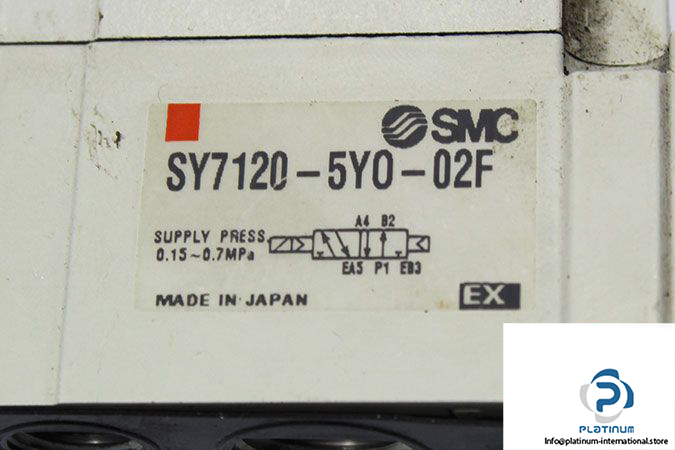 SMC
SY7120-5YO-02F
A4 B2
SUPPLY PRESS.
0.15~0.7MPa
EA5 P1 EB3
MADE IN JAPAN
EX
PLATINUM
Info@platinum-international.store